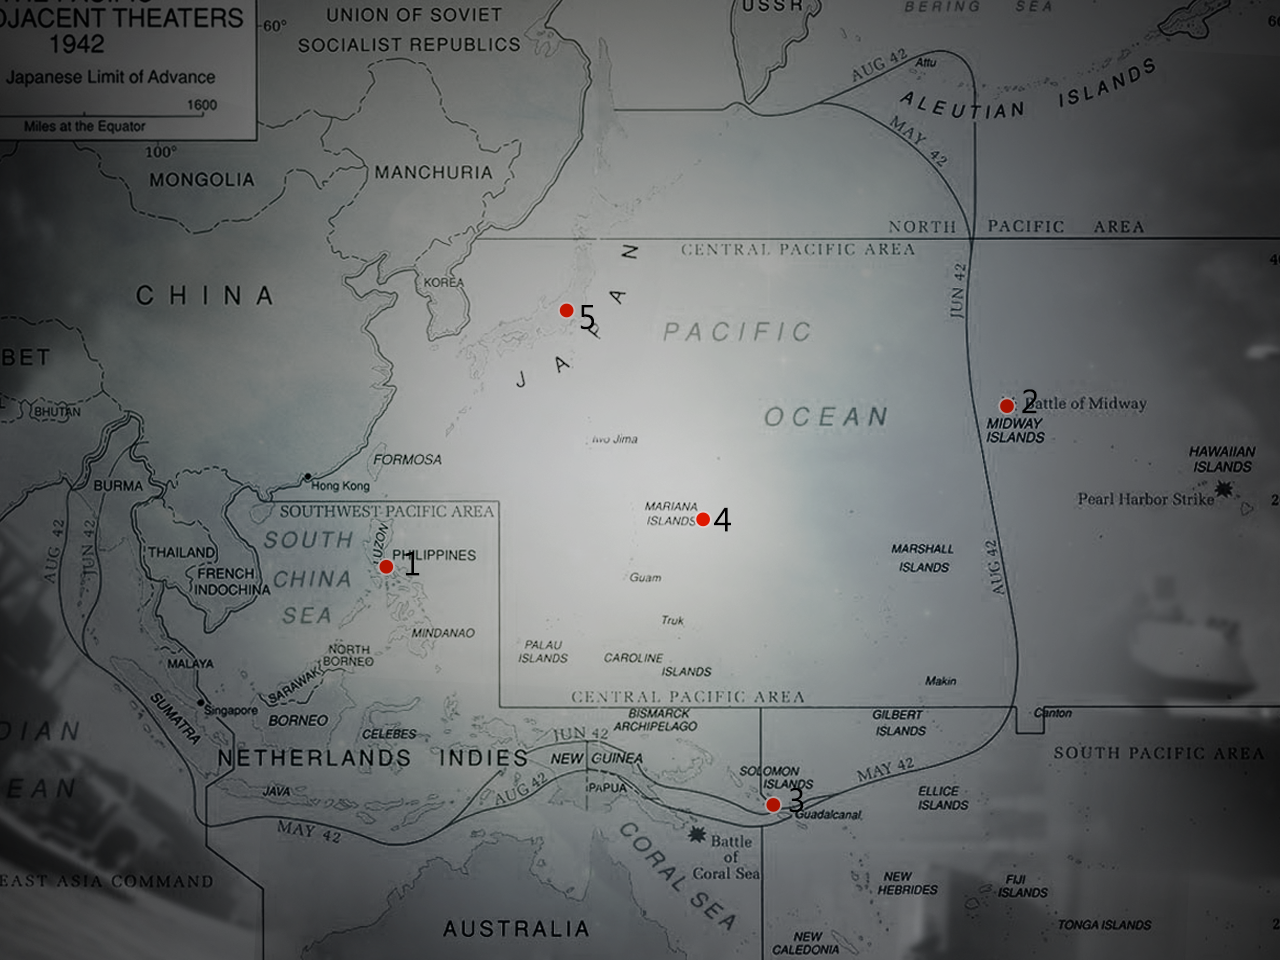 DJACENT THEATERS
1942
Japanese Limit of Advance
1600
Miles at the Equator
60°
UNION OF SOVIET
SOCIALIST REPUBLICS
USSR
BERING SEA
AUG 42
Attu
ALEUTIAN ISLANDS
MAY 42
100°
MONGOLIA
MANCHURIA
NORTH PACIFIC AREA
CENTRAL PACIFIC AREA
JAPAN
JUN 42
KOREA
CHINA
5
PACIFIC
OCEAN
BET
BHUTAN
2
Battle of Midway
MIDWAY
ISLANDS
Iwo Jima
FORMOSA
HAWAIIAN
ISLANDS
Pearl Harbor Strike
BURMA
Hong Kong
SOUTHWEST PACIFIC AREA
MARIANA
ISLANDS
4
AUG 42
JUN 42
SOUTH
CHINA
SEA
LUZON
PHILIPPINES
1
THAILAND
FRENCH
INDOCHINA
MARSHALL
ISLANDS
AUG 42
Guam
Truk
MINDANAO
PALAU
ISLANDS
CAROLINE
ISLANDS
NORTH
BORNEO
MALAYA
SARAWAK
Makin
CENTRAL PACIFIC AREA
SUMATRA
Singapore
BORNEO
CELEBES
BISMARCK
ARCHIPELAGO
GILBERT
ISLANDS
Canton
DIAN
EAN
NETHERLANDS INDIES
JUN 42
NEW GUINEA
SOUTH PACIFIC AREA
SOLOMON
ISLANDS
MAY 42
JAVA
AUG 42
PAPUA
3
Guadalcanal
ELLICE
ISLANDS
MAY 42
CORAL SEA
Battle
of
Coral Sea
EAST ASIA COMMAND
NEW
HEBRIDES
FIJI
ISLANDS
AUSTRALIA
TONGA ISLANDS
NEW
CALEDONIA